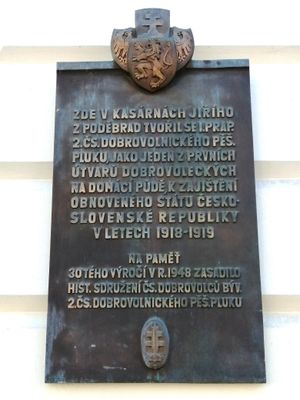 ZDE V KASÁRNÁCH JIŘÍHO
Z PODĚBRAD TVOŘIL SE I. PRAP.
2. ČS. DOBROVOLNICKÉHO PĚŠ.
PLUKU, JAKO JEDEN Z PRVNÍCH
ÚTVARŮ DOBROVOLECKÝCH
NA DOMÁCÍ PŮDĚ K ZAJIŠTĚNÍ
OBNOVENÉHO STÁTU ČESKO-
SLOVENSKÉ REPUBLIKY
V LETECH 1918-1919
NA PAMĚŤ
30TÉHO VÝROČÍ V R. 1948 ZASADILO
HIST. SDRUŽENÍ ČS. DOBROVOLCŮ BÝV.
2. ČS. DOBROVOLNICKÉHO PĚŠ. PLUKU